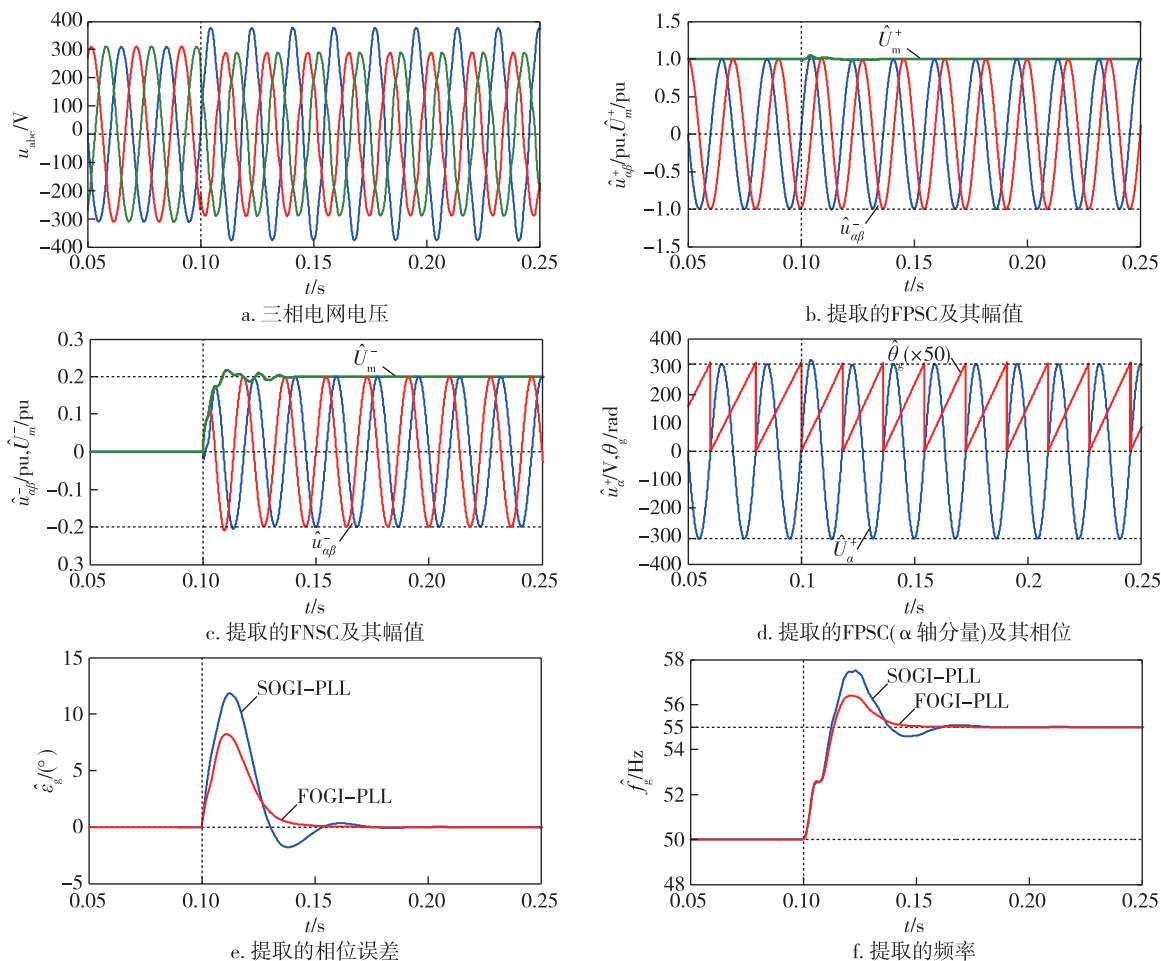 400
300
200
100
0
-100
-200
-300
-400
u_abc/V
0.05
0.10
0.15
0.20
0.25
t/s
a. 三相电网电压
1.5
1.0
0.5
0
-0.5
-1.0
-1.5
û⁺_αβ/pu,Û⁺_m/pu
Û⁺_m
û⁻_αβ
0.05
0.10
0.15
0.20
0.25
t/s
b. 提取的FPSC及其幅值
0.3
0.2
0.1
0
-0.1
-0.2
0.3
û⁻_αβ/pu,Û⁻_m/pu
Û⁻_m
û⁻_αβ
0.05
0.10
0.15
0.20
0.25
t/s
c. 提取的FNSC及其幅值
400
300
200
100
0
-100
-200
-300
-400
û⁺_α/V,θ_g/rad
θ̂_g(×50)
Û⁺_α
0.05
0.1
0.15
0.2
0.25
t/s
d. 提取的FPSC(α轴分量)及其相位
15
10
5
0
-5
ε̂_g/(°)
SOGI-PLL
FOGI-PLL
0.05
0.10
0.15
0.20
0.25
t/s
e. 提取的相位误差
58
55
54
52
50
48
f̂_g/Hz
SOGI-PLL
FOGI-PLL
0.05
0.10
0.15
0.20
0.25
t/s
f. 提取的频率